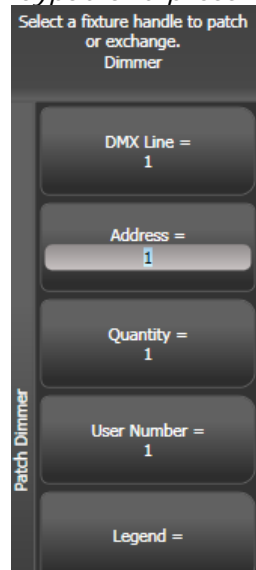 Select a fixture handle to patch
or exchange.
Dimmer
DMX Line =
1
Address =
1
Quantity =
1
User Number =
1
Legend =
Patch Dimmer